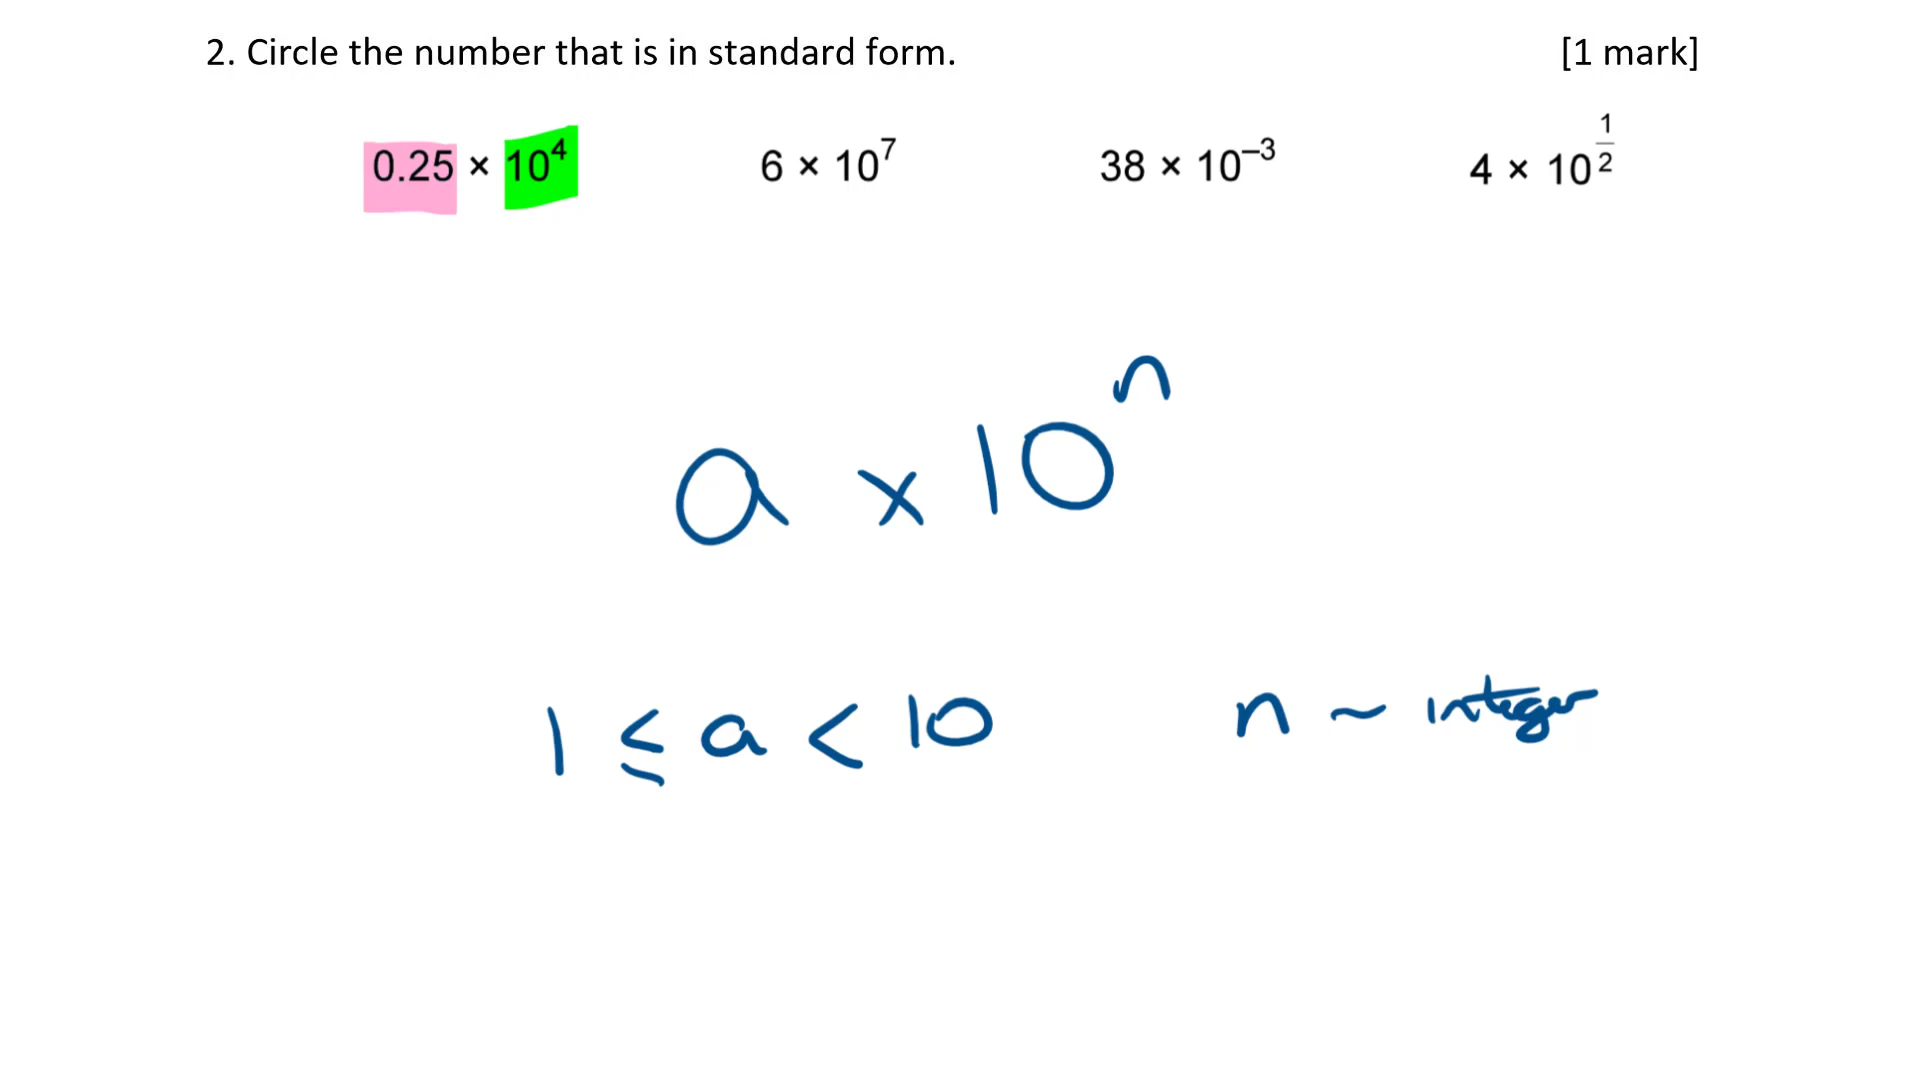 2. Circle the number that is in standard form. [1 mark]
0.25 × 10⁴ 6 × 10⁷ 38 × 10⁻³ 4 × 10^(1/2)
a × 10ⁿ
1 ≤ a < 10 n ~ integer